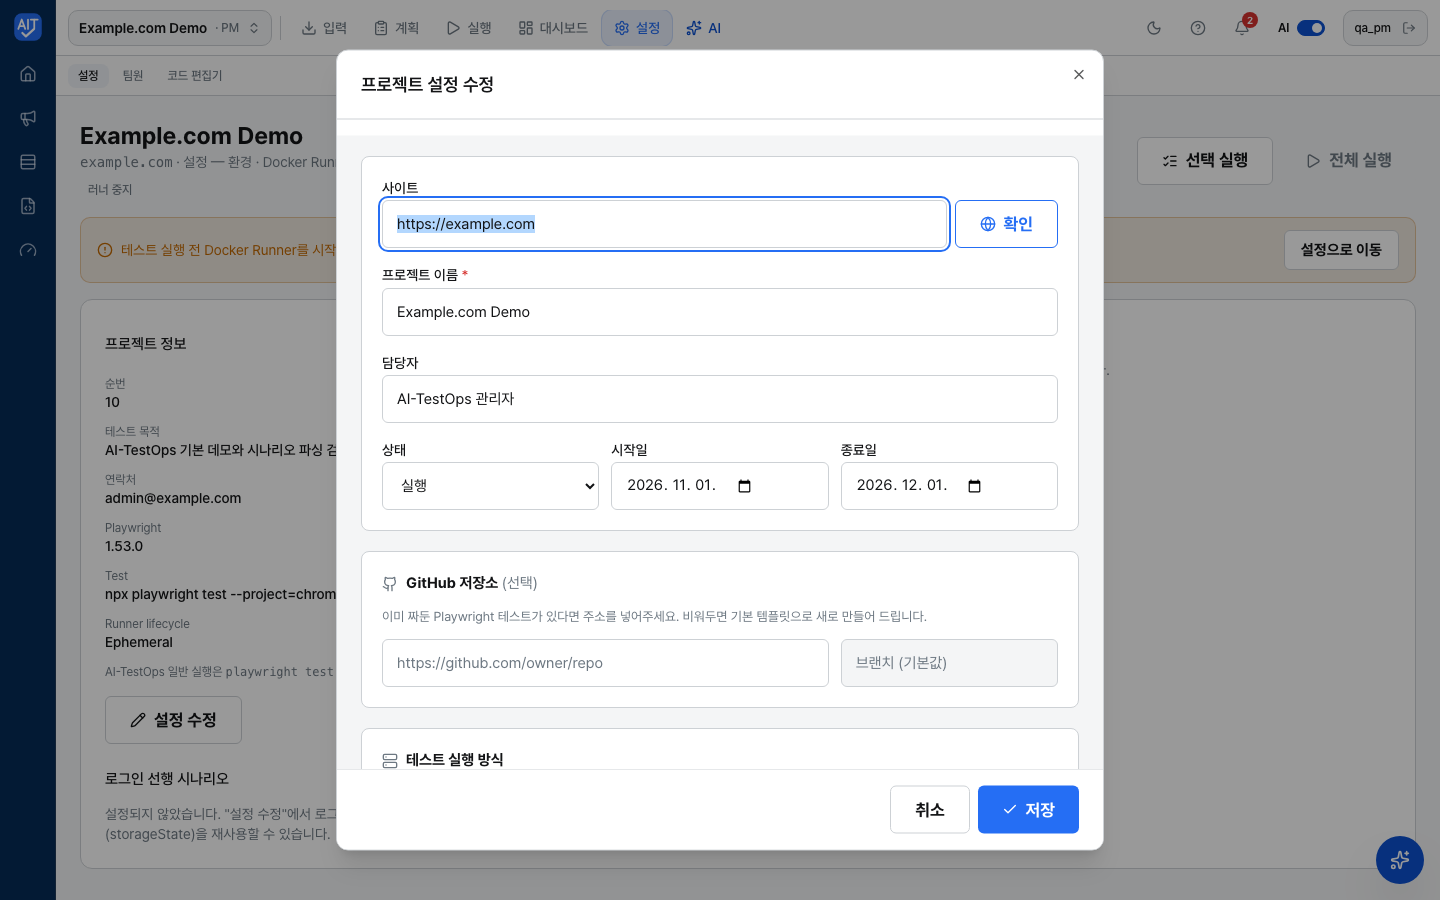 AIT
Example.com Demo · PM
입력
계획
실행
대시보드
설정
AI
2
AI
qa_pm
설정
팀원
코드 편집기
프로젝트 설정 수정
Example.com Demo
example.com · 설정 — 환경 · Docker Run
러너 중지
선택 실행
전체 실행
테스트 실행 전 Docker Runner를 시작
설정으로 이동
프로젝트 정보
순번
10
테스트 목적
AI-TestOps 기본 데모와 시나리오 파싱 검
연락처
admin@example.com
Playwright
1.53.0
Test
npx playwright test --project=chrom
Runner lifecycle
Ephemeral
AI-TestOps 일반 실행은 playwright test
설정 수정
로그인 선행 시나리오
설정되지 않았습니다. "설정 수정"에서 로그
(storageState)을 재사용할 수 있습니다.
사이트
https://example.com
확인
프로젝트 이름 *
Example.com Demo
담당자
AI-TestOps 관리자
상태
시작일
종료일
실행
2026. 11. 01.
2026. 12. 01.
GitHub 저장소 (선택)
이미 짜둔 Playwright 테스트가 있다면 주소를 넣어주세요. 비워두면 기본 템플릿으로 새로 만들어 드립니다.
https://github.com/owner/repo
브랜치 (기본값)
테스트 실행 방식
취소
저장